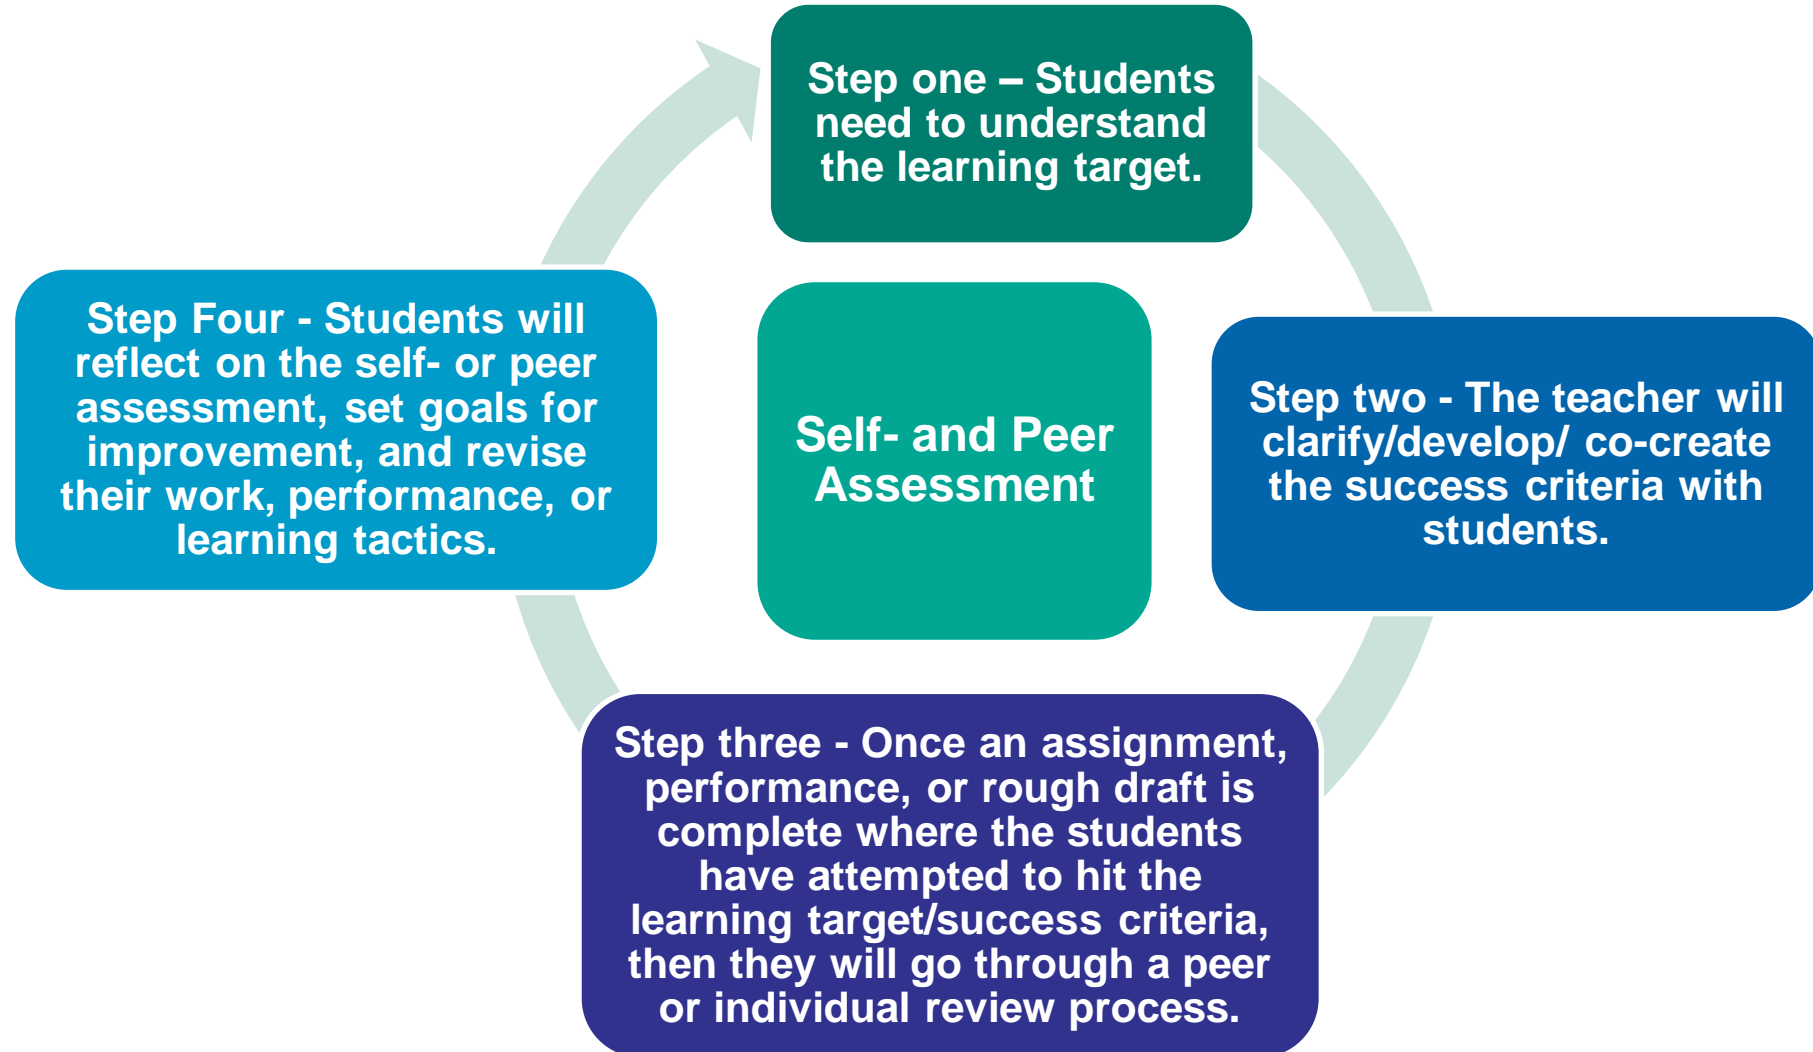 Step one – Students
need to understand
the learning target.
Step two - The teacher will
clarify/develop/ co-create
the success criteria with
students.
Step three - Once an assignment,
performance, or rough draft is
complete where the students
have attempted to hit the
learning target/success criteria,
then they will go through a peer
or individual review process.
Step Four - Students will
reflect on the self- or peer
assessment, set goals for
improvement, and revise
their work, performance, or
learning tactics.
Self- and Peer
Assessment